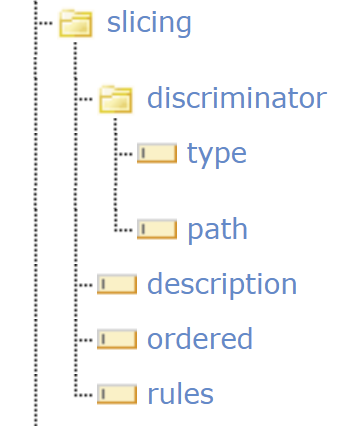 slicing
discriminator
type
path
description
ordered
rules